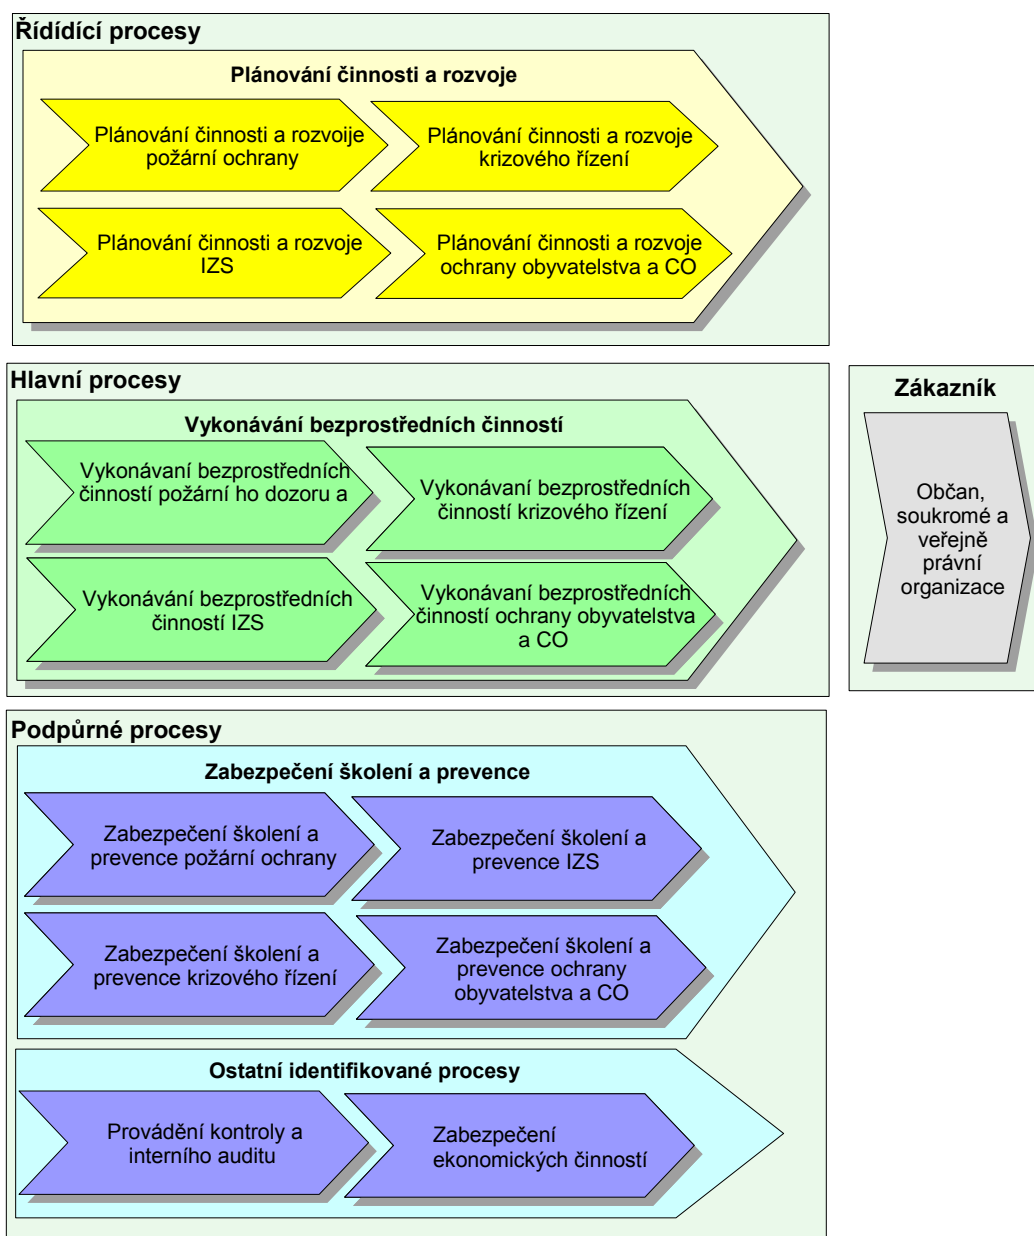 Řídídící procesy
Plánování činnosti a rozvoje
Plánování činnosti a rozvoije
požární ochrany
Plánování činnosti a rozvoje
krizového řízení
Plánování činnosti a rozvoje
IZS
Plánování činnosti a rozvoje
ochrany obyvatelstva a CO
Hlavní procesy
Vykonávání bezprostředních činností
Vykonávaní bezprostředních
činností požární ho dozoru a
Vykonávaní bezprostředních
činností krizového řízení
Vykonávání bezprostředních
činností IZS
Vykonávaní bezprostředních
činností ochrany obyvatelstva
a CO
Zákazník
Občan,
soukromé a
veřejně
právní
organizace
Podpůrné procesy
Zabezpečení školení a prevence
Zabezpečení školení a
prevence požární ochrany
Zabezpečení školení a
prevence IZS
Zabezpečení školení a
prevence krizového řízení
Zabezpečení školení a
prevence ochrany
obyvatelstva a CO
Ostatní identifikované procesy
Provádění kontroly a
interního auditu
Zabezpečení
ekonomických činností